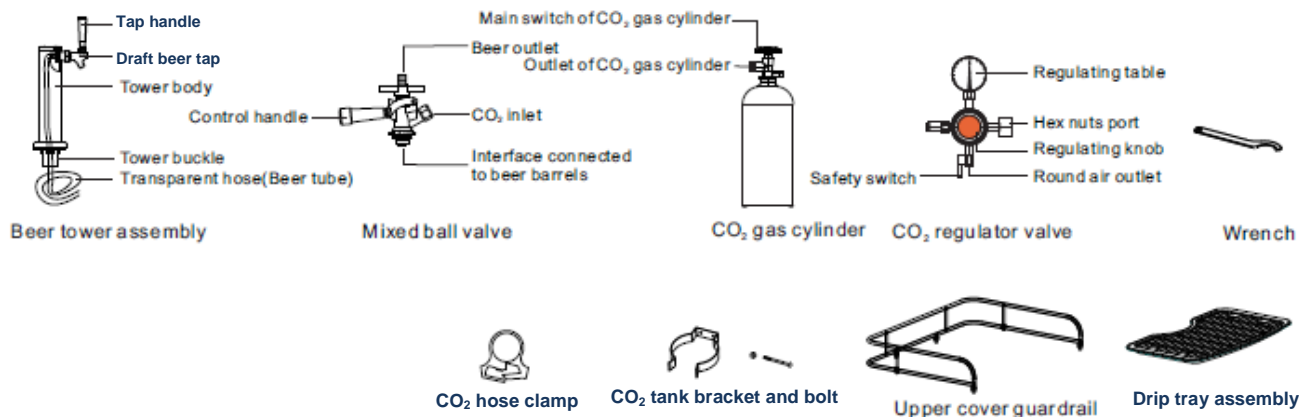 Tap handle
Draft beer tap
Tower body
Tower buckle
Transparent hose(Beer tube)
Beer tower assembly
Beer outlet
Control handle
CO₂ inlet
Interface connected
to beer barrels
Mixed ball valve
Main switch of CO₂ gas cylinder
Outlet of CO₂ gas cylinder
CO₂ gas cylinder
Regulating table
Hex nuts port
Regulating knob
Safety switch
Round air outlet
CO₂ regulator valve
Wrench
CO₂ hose clamp
CO₂ tank bracket and bolt
Upper cover guardrail
Drip tray assembly